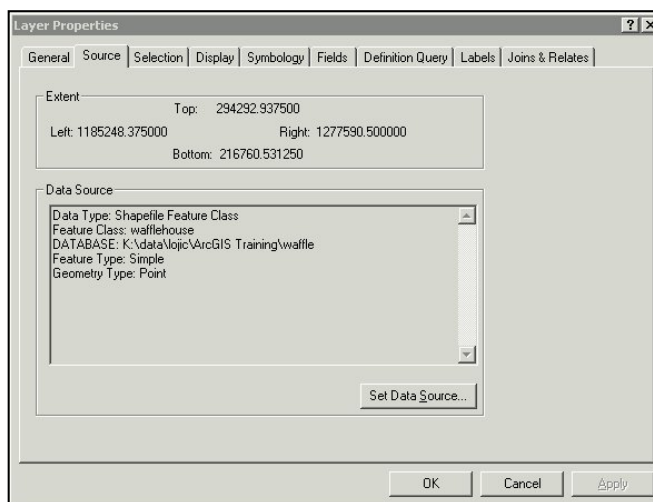 Layer Properties
General Source Selection Display Symbology Fields Definition Query Labels Joins & Relates
Extent
Top: 294292.937500
Left: 1185248.375000 Right: 1277590.500000
Bottom: 216760.531250
Data Source
Data Type: Shapefile Feature Class
Feature Class: wafflehouse
DATABASE: K:\data\lojic\ArcGIS Training\waffle
Feature Type: Simple
Geometry Type: Point
Set Data Source...
OK Cancel Apply